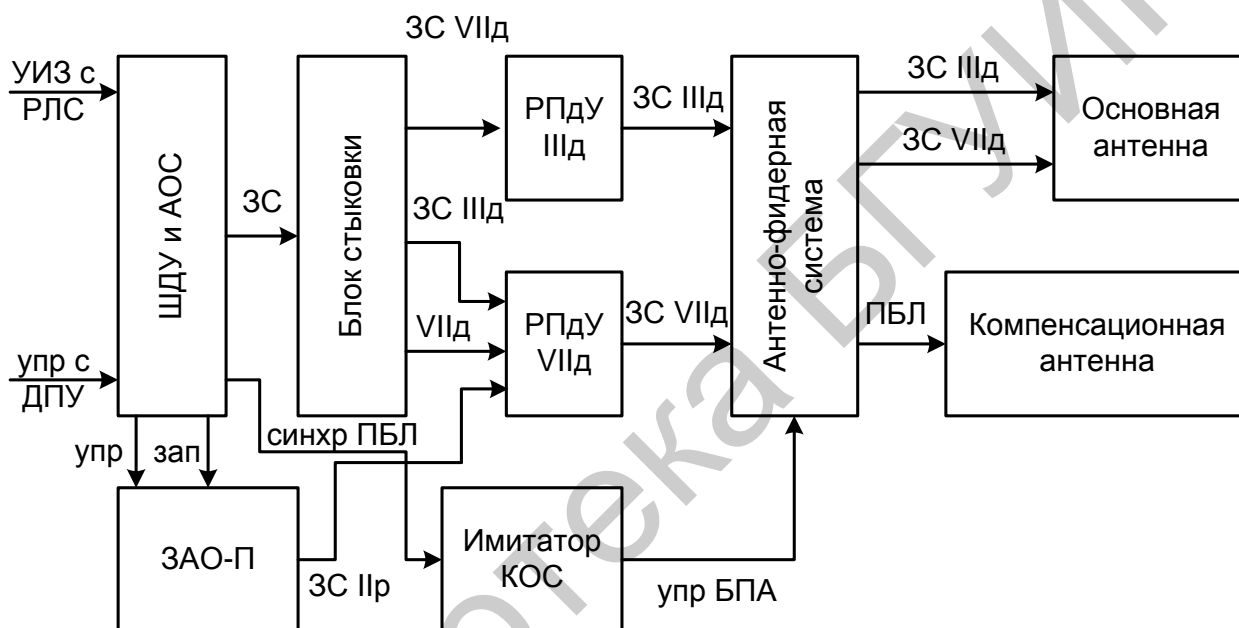 ЗС VIIд
УИЗ с
РЛС
ШДУ и АОС
ЗС
Блок стыковки
РПдУ
IIIд
ЗС IIIд
Антенно-фидерная
система
ЗС IIIд
ЗС VIIд
Основная
антенна
ЗС IIIд
VIIд
РПдУ
VIIд
ЗС VIIд
ПБЛ
Компенсационная
антенна
упр с
ДПУ
упр
зап
синхр ПБЛ
ЗАО-П
ЗС IIр
Имитатор
КОС
упр БПА
отека БГУИ